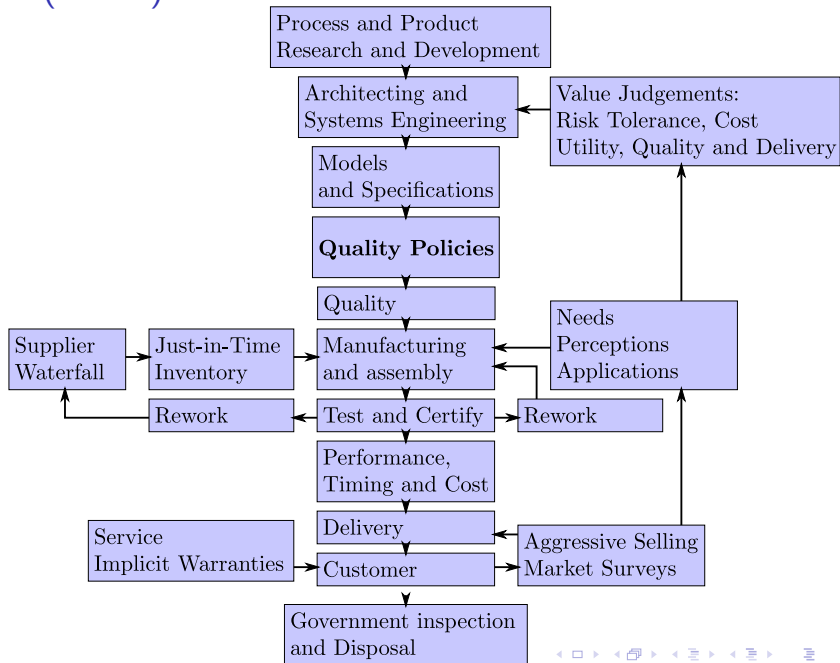 Process and Product
Research and Development
Architecting and
Systems Engineering
Value Judgements:
Risk Tolerance, Cost
Utility, Quality and Delivery
Models
and Specifications
Quality Policies
Quality
Supplier
Waterfall
Just-in-Time
Inventory
Manufacturing
and assembly
Needs
Perceptions
Applications
Rework
Test and Certify
Rework
Performance,
Timing and Cost
Delivery
Service
Implicit Warranties
Customer
Aggressive Selling
Market Surveys
Government inspection
and Disposal